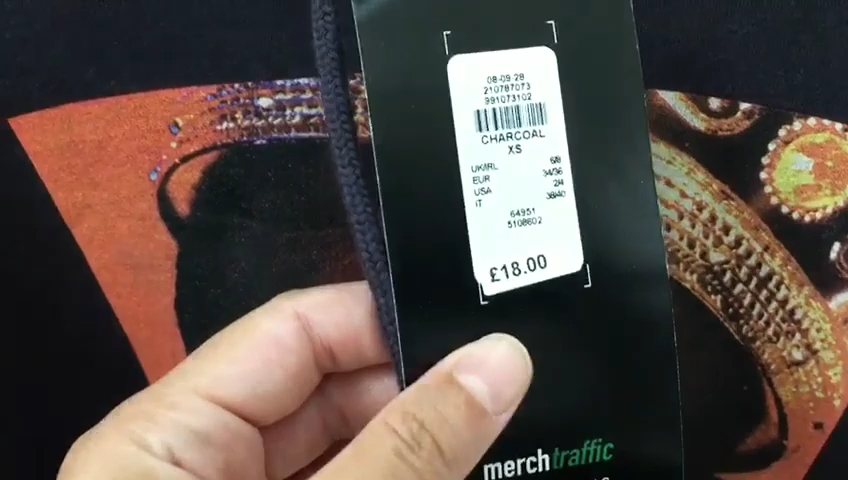 08-09-28
210787073
991073102
CHARCOAL
XS
UK/IRL 6/8
EUR 34/36
USA 2/4
IT 38/40
64951
5108602
£18.00
merchtraffic